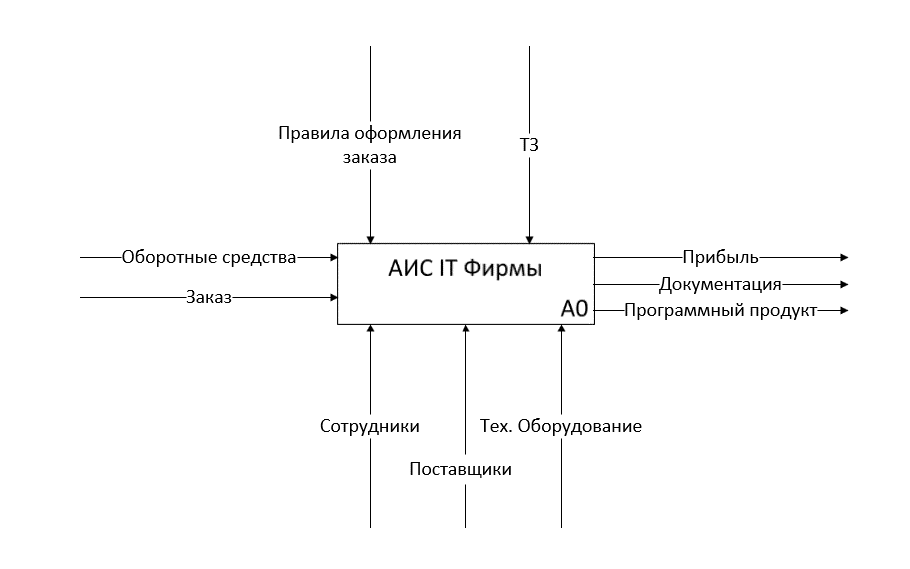 Правила оформления
заказа
ТЗ
Оборотные средства
Заказ
АИС IT Фирмы
А0
Прибыль
Документация
Программный продукт
Сотрудники
Поставщики
Тех. Оборудование